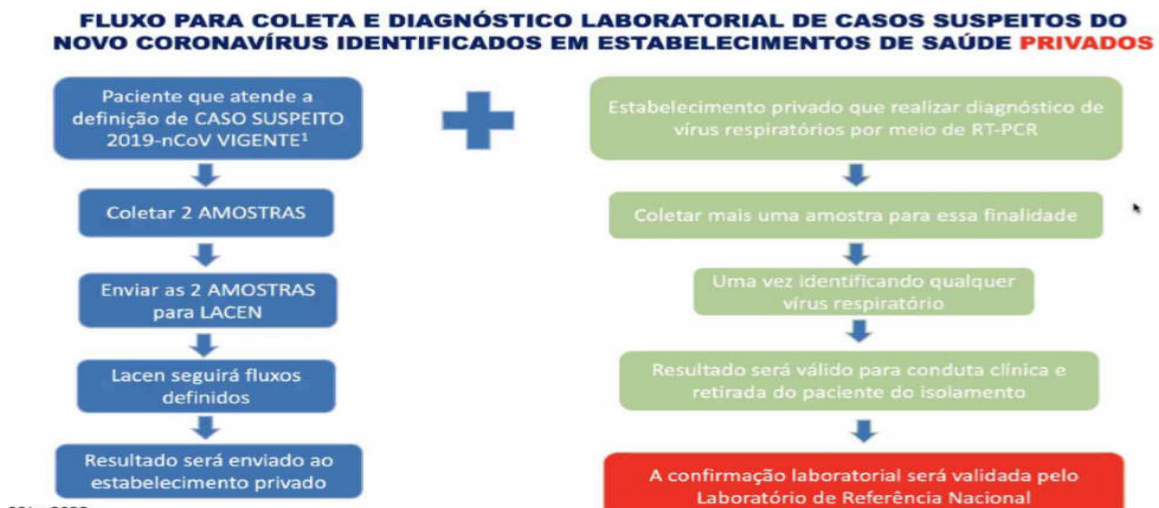 FLUXO PARA COLETA E DIAGNÓSTICO LABORATORIAL DE CASOS SUSPEITOS DO
NOVO CORONAVÍRUS IDENTIFICADOS EM ESTABELECIMENTOS DE SAÚDE PRIVADOS
Paciente que atende a
definição de CASO SUSPEITO
2019-nCoV VIGENTE¹
Coletar 2 AMOSTRAS
Enviar as 2 AMOSTRAS
para LACEN
Lacen seguirá fluxos
definidos
Resultado será enviado ao
estabelecimento privado
Estabelecimento privado que realizar diagnóstico de
vírus respiratórios por meio de RT-PCR
Coletar mais uma amostra para essa finalidade
Uma vez identificando qualquer
vírus respiratório
Resultado será válido para conduta clínica e
retirada do paciente do isolamento
A confirmação laboratorial será validada pelo
Laboratório de Referência Nacional